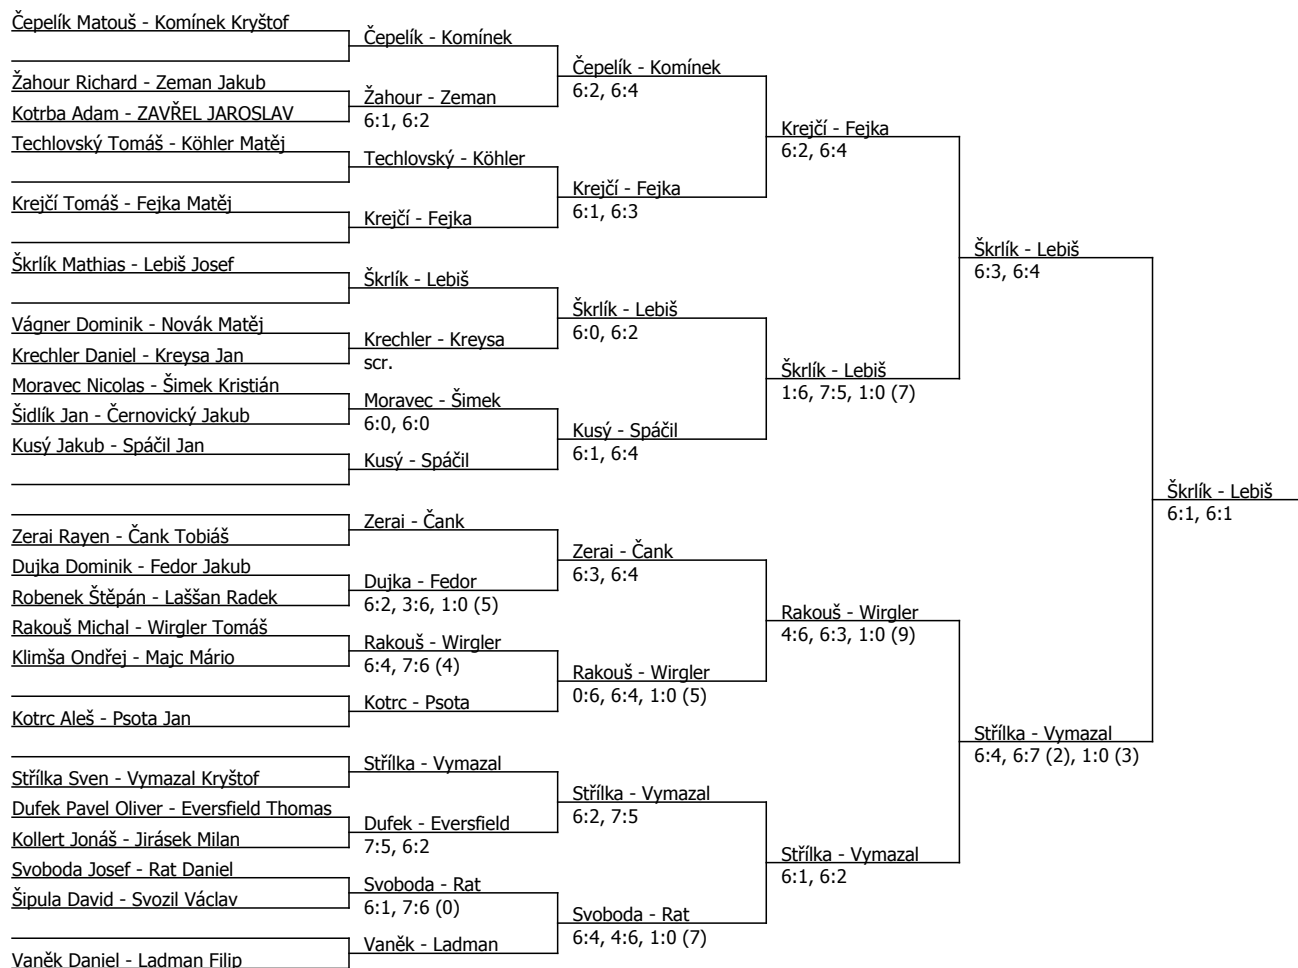 Čepelík Matouš - Komínek Kryštof
Žahour Richard - Zeman Jakub
Kotrba Adam - ZAVŘEL JAROSLAV
Techlovský Tomáš - Köhler Matěj
Krejčí Tomáš - Fejka Matěj
Škrlík Mathias - Lebiš Josef
Vágner Dominik - Novák Matěj
Krechler Daniel - Kreysa Jan
Moravec Nicolas - Šimek Kristián
Šidlík Jan - Černovický Jakub
Kusý Jakub - Spáčil Jan
Zerai Rayen - Čank Tobiáš
Dujka Dominik - Fedor Jakub
Robenek Štěpán - Laššan Radek
Rakouš Michal - Wirgler Tomáš
Klimša Ondřej - Majc Mário
Kotrc Aleš - Psota Jan
Střílka Sven - Vymazal Kryštof
Dufek Pavel Oliver - Eversfield Thomas
Kollert Jonáš - Jirásek Milan
Svoboda Josef - Rat Daniel
Šipula David - Svozil Václav
Vaněk Daniel - Ladman Filip
Čepelík - Komínek
Žahour - Zeman
6:1, 6:2
Techlovský - Köhler
Krejčí - Fejka
Škrlík - Lebiš
Krechler - Kreysa
scr.
Moravec - Šimek
6:0, 6:0
Kusý - Spáčil
Zerai - Čank
Dujka - Fedor
6:2, 3:6, 1:0 (5)
Rakouš - Wirgler
6:4, 7:6 (4)
Kotrc - Psota
Střílka - Vymazal
Dufek - Eversfield
7:5, 6:2
Svoboda - Rat
6:1, 7:6 (0)
Vaněk - Ladman
Čepelík - Komínek
6:2, 6:4
Krejčí - Fejka
6:1, 6:3
Škrlík - Lebiš
6:0, 6:2
Kusý - Spáčil
6:1, 6:4
Zerai - Čank
6:3, 6:4
Rakouš - Wirgler
0:6, 6:4, 1:0 (5)
Střílka - Vymazal
6:2, 7:5
Svoboda - Rat
6:4, 4:6, 1:0 (7)
Krejčí - Fejka
6:2, 6:4
Škrlík - Lebiš
1:6, 7:5, 1:0 (7)
Rakouš - Wirgler
4:6, 6:3, 1:0 (9)
Střílka - Vymazal
6:1, 6:2
Škrlík - Lebiš
6:3, 6:4
Střílka - Vymazal
6:4, 6:7 (2), 1:0 (3)
Škrlík - Lebiš
6:1, 6:1